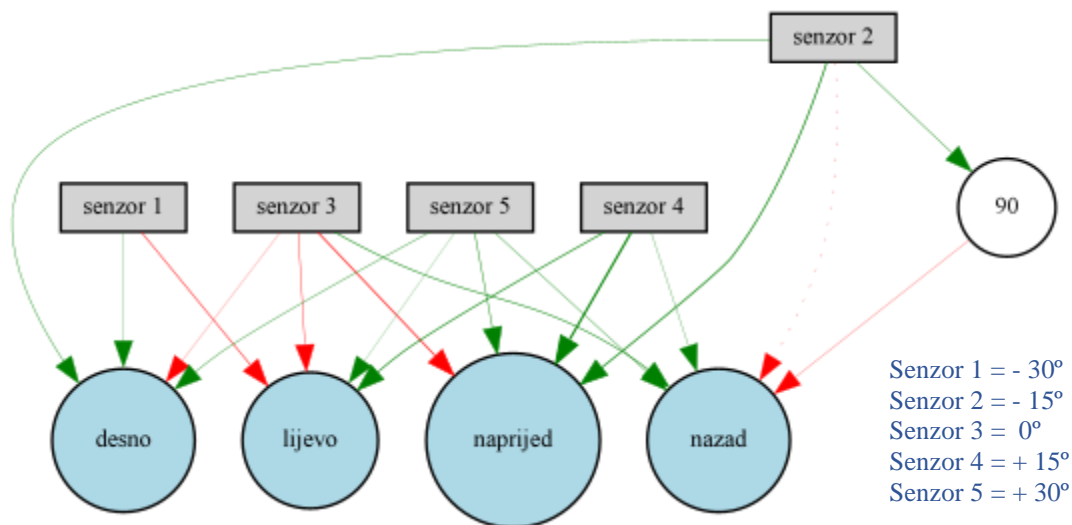 senzor 2
senzor 1
senzor 3
senzor 5
senzor 4
90
desno
lijevo
naprijed
nazad
Senzor 1 = - 30º
Senzor 2 = - 15º
Senzor 3 = 0º
Senzor 4 = + 15º
Senzor 5 = + 30º